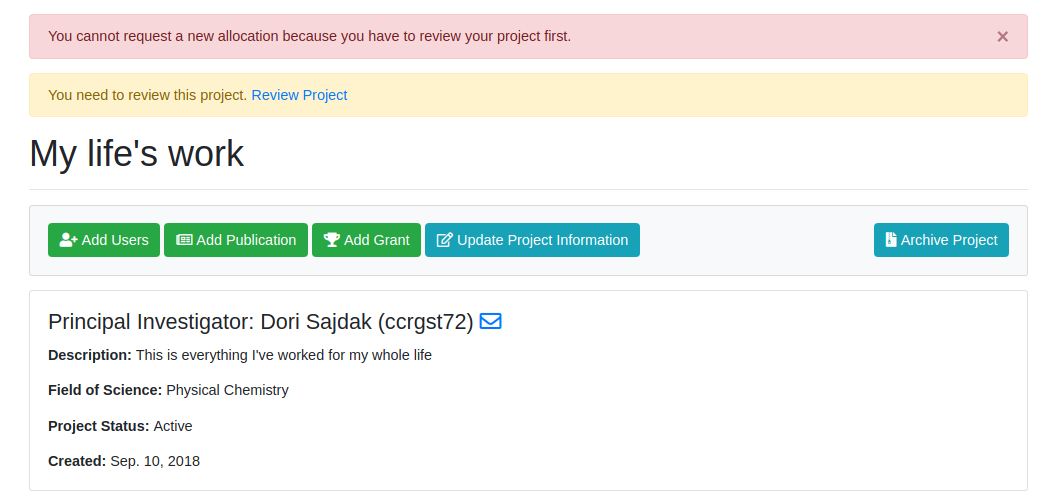 You cannot request a new allocation because you have to review your project first. ×
You need to review this project. Review Project
My life's work
Add Users Add Publication Add Grant Update Project Information Archive Project
Principal Investigator: Dori Sajdak (ccrgst72)
Description: This is everything I've worked for my whole life
Field of Science: Physical Chemistry
Project Status: Active
Created: Sep. 10, 2018